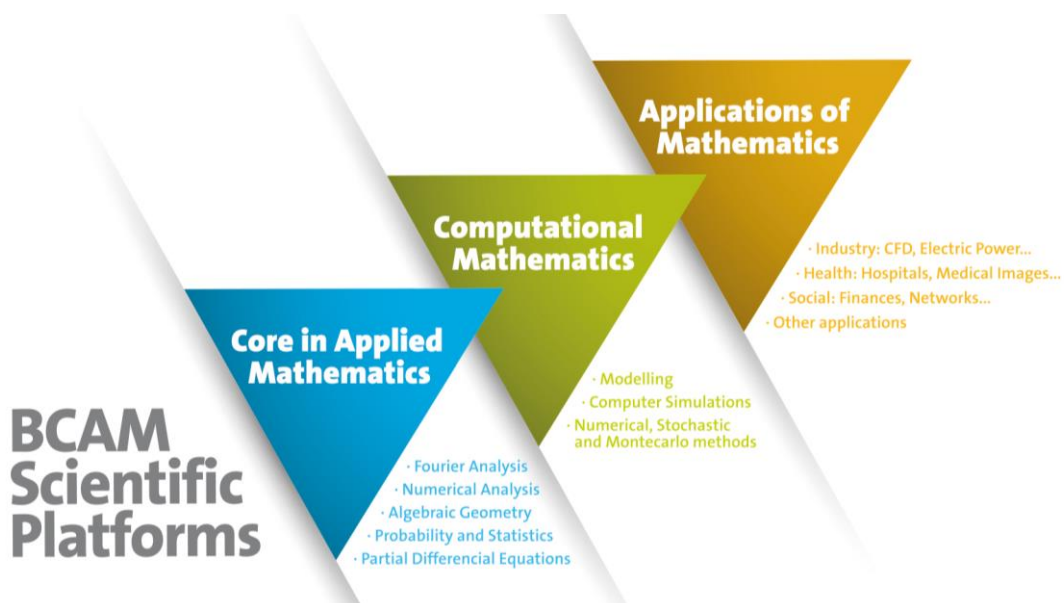 BCAM
Scientific
Platforms
Core in Applied
Mathematics
· Fourier Analysis
· Numerical Analysis
· Algebraic Geometry
· Probability and Statistics
· Partial Differencial Equations
Computational
Mathematics
· Modelling
· Computer Simulations
· Numerical, Stochastic
and Montecarlo methods
Applications of
Mathematics
· Industry: CFD, Electric Power...
· Health: Hospitals, Medical Images...
· Social: Finances, Networks...
· Other applications